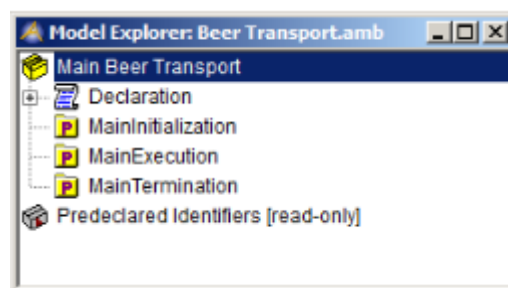 Model Explorer: Beer Transport.amb
Main Beer Transport
Declaration
P MainInitialization
P MainExecution
P MainTermination
Predeclared Identifiers [read-only]